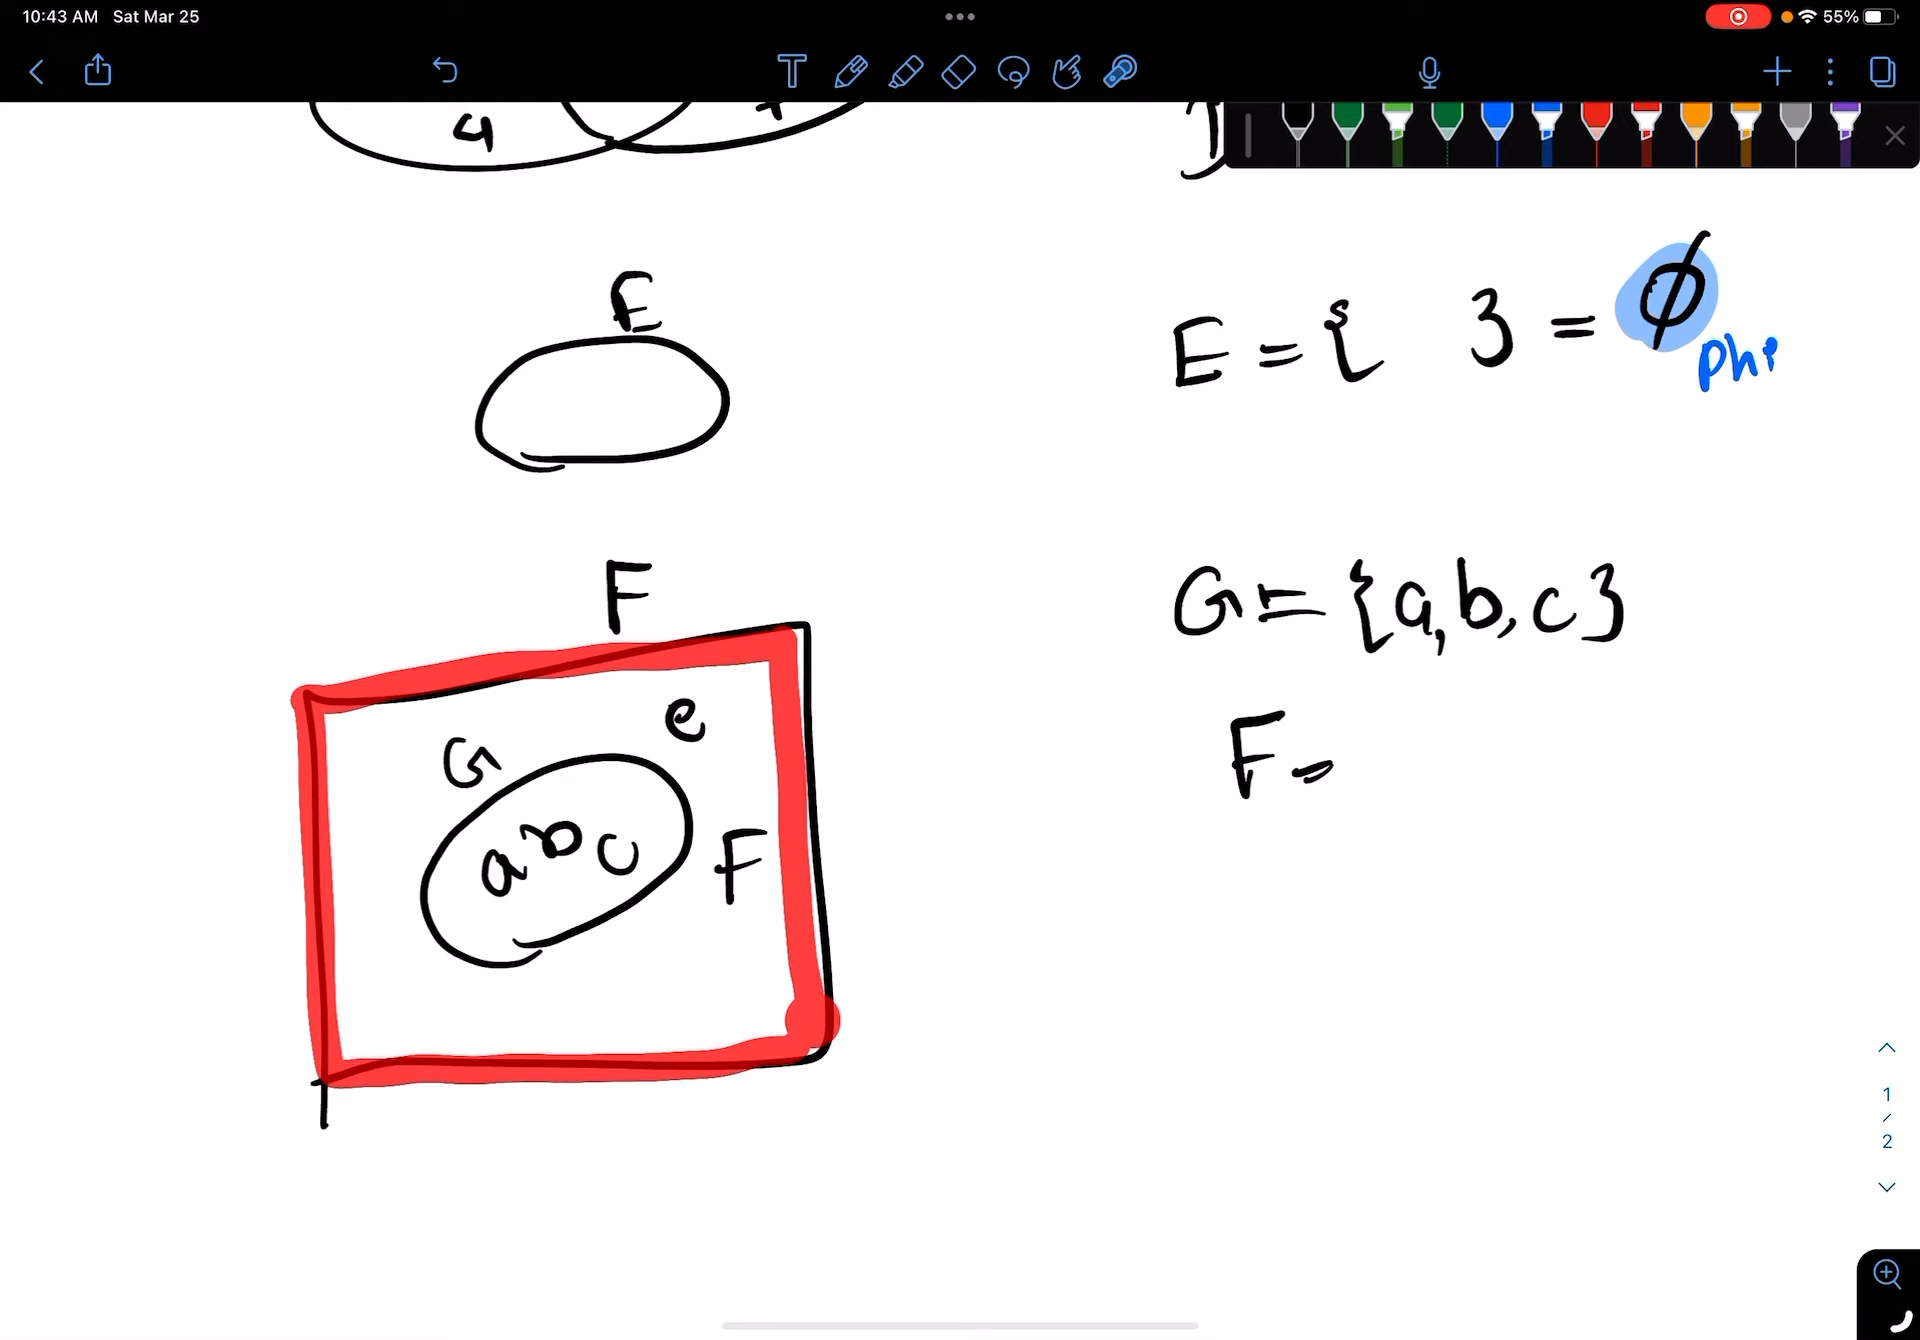 10:43 AM Sat Mar 25
55%
4
E
E = { } = ϕ
phi
F
G = {a, b, c}
e
G
F =
a b c
F
1
/
2